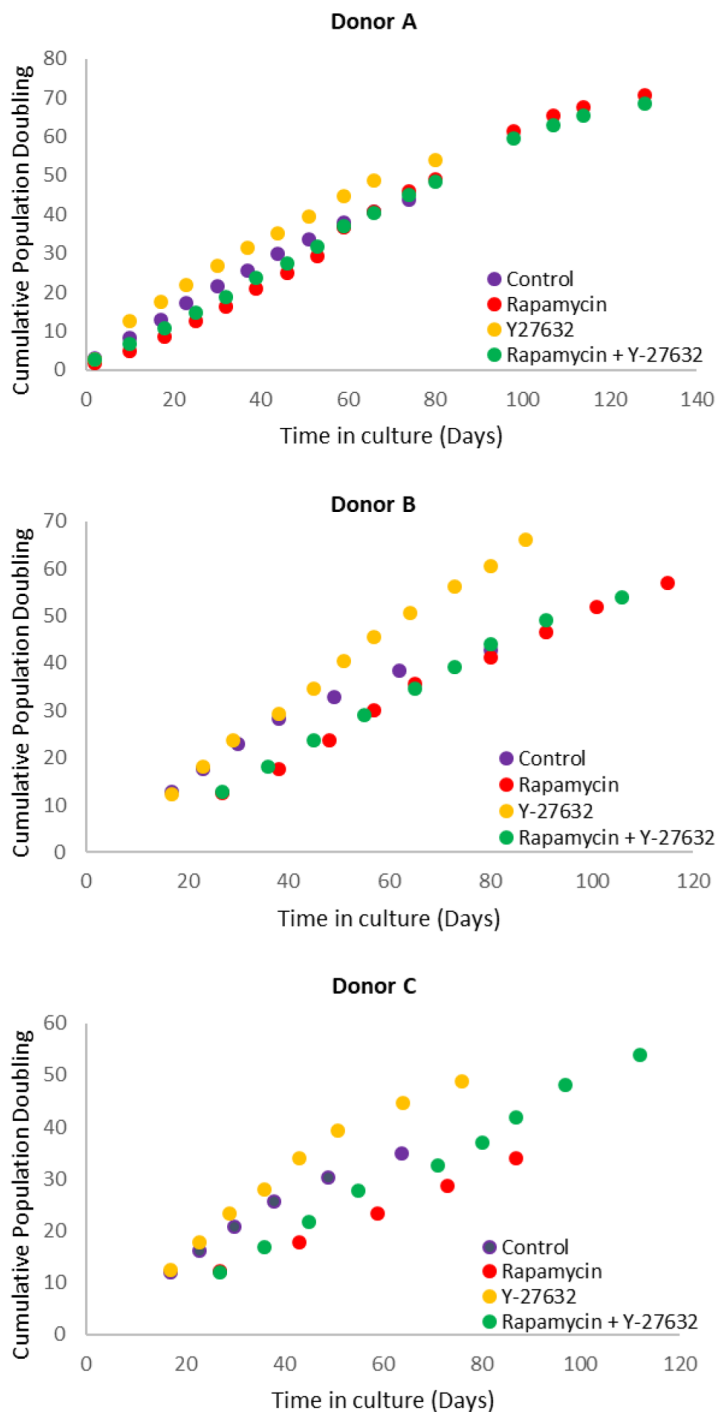 Donor A
Cumulative Population Doubling
80
70
60
50
40
30
20
10
0
0 20 40 60 80 100 120 140
Time in culture (Days)
Control
Rapamycin
Y27632
Rapamycin + Y-27632
Donor B
Cumulative Population Doubling
70
60
50
40
30
20
10
0
0 20 40 60 80 100 120
Time in culture (Days)
Control
Rapamycin
Y-27632
Rapamycin + Y-27632
Donor C
Cumulative Population Doubling
60
50
40
30
20
10
0
0 20 40 60 80 100 120
Time in culture (Days)
Control
Rapamycin
Y-27632
Rapamycin + Y-27632